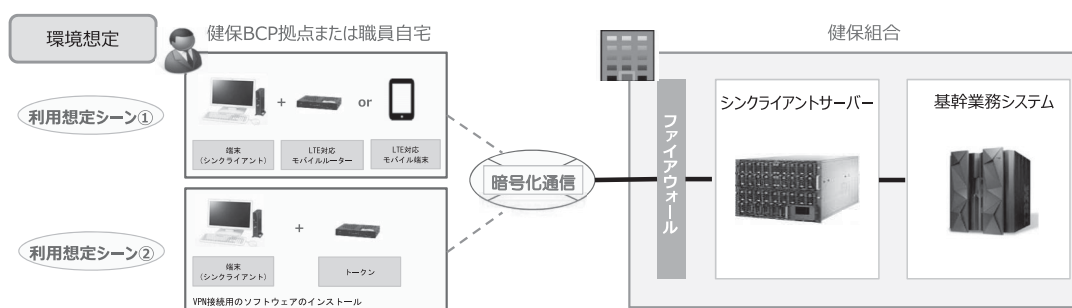 環境想定
健保BCP拠点または職員自宅
健保組合
利用想定シーン①
+
or
端末
(シンクライアント)
LTE対応
モバイルルーター
LTE対応
モバイル端末
暗号化通信
ファイアウォール
シンクライアントサーバー
基幹業務システム
利用想定シーン②
+
端末
(シンクライアント)
トークン
VPN接続用のソフトウェアのインストール